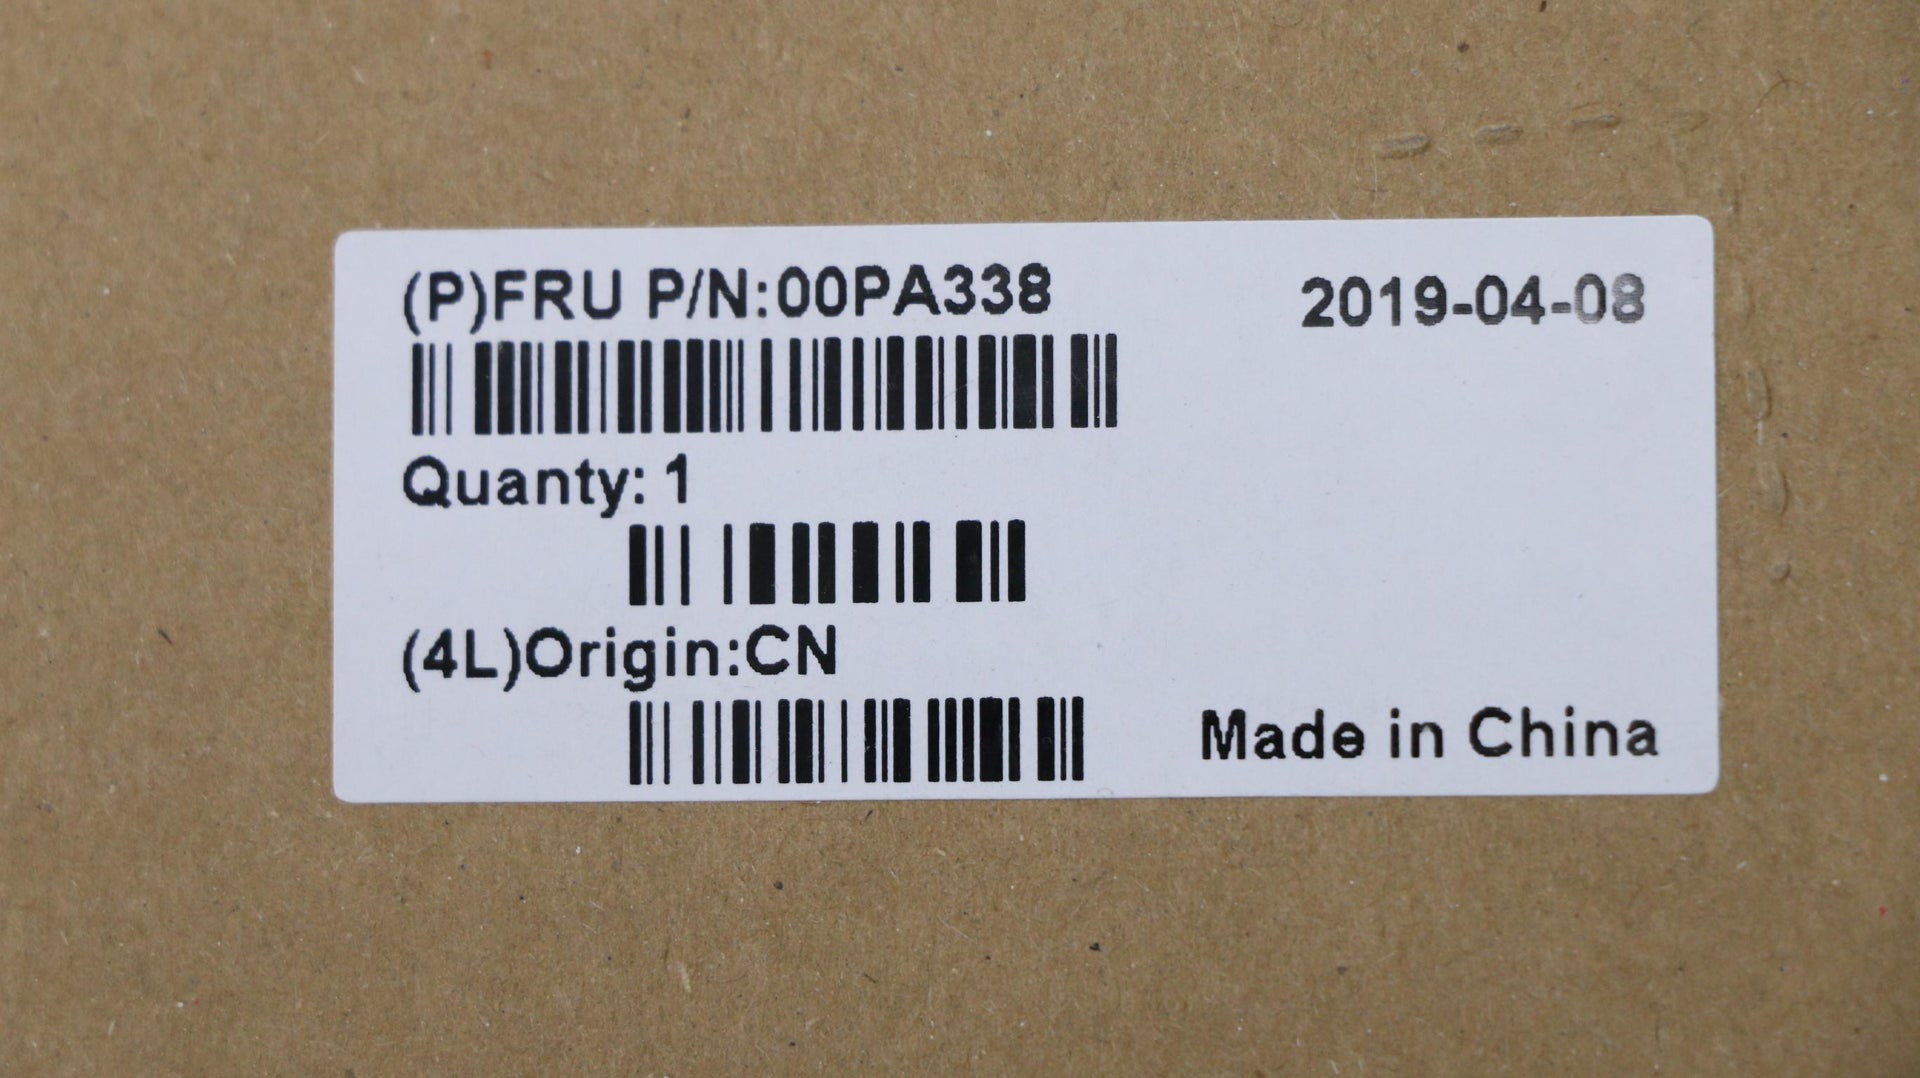 (P)FRU P/N:00PA338
2019-04-08
Quanty: 1
(4L)Origin:CN
Made in China